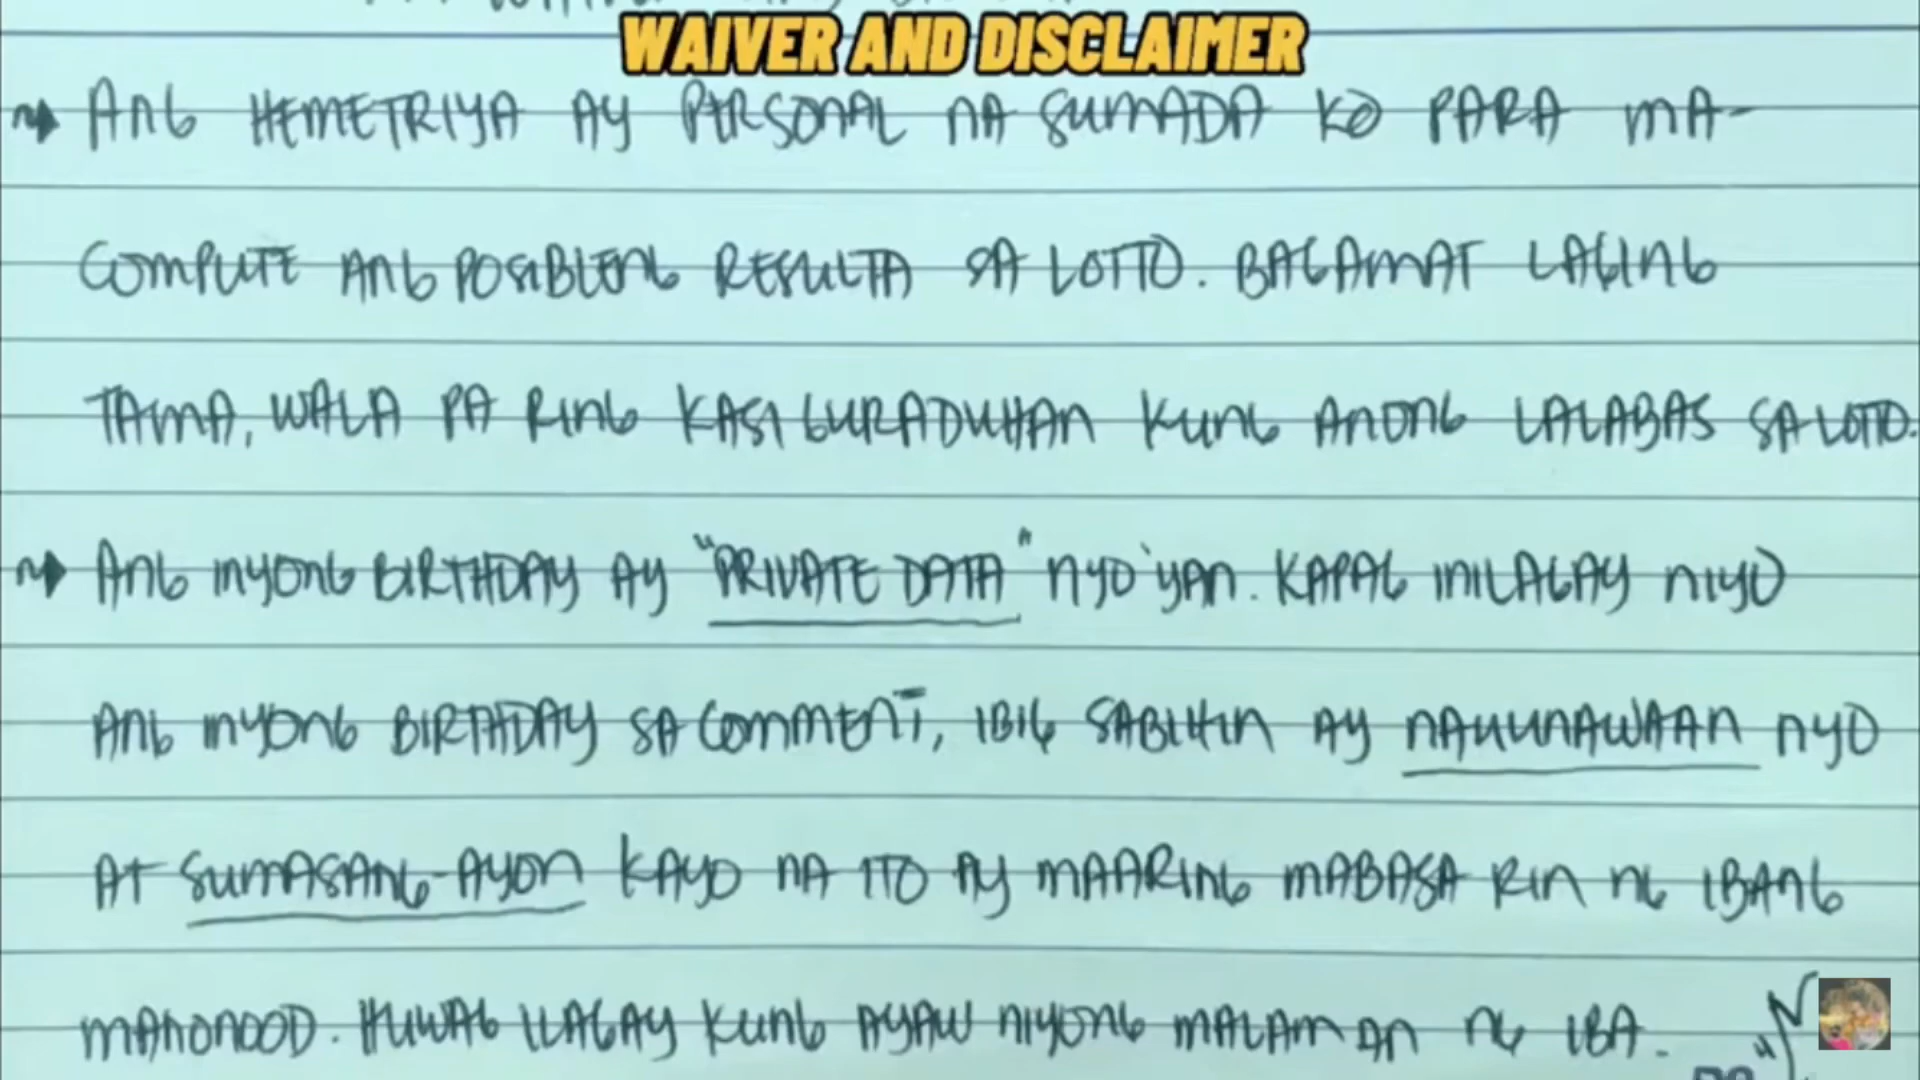 WAIVER AND DISCLAIMER
ANG HEMETRIYA AY PERSONAL NA SUMADA KO PARA MA-
COMPUTE ANG POSIBLENG RESULTA SA LOTTO. BAGAMAT LAGING
TAMA, WALA PA RING KASIGURADUHAN KUNG ANONG LALABAS SA LOTTO.
ANG INYONG BIRTHDAY AY "PRIVATE DATA" NYO 'YAN. KAPAG INILAGAY NIYO
ANG INYONG BIRTHDAY SA COMMENT, IBIG SABIHIN AY NAUUNAWAAN NYO
AT SUMASANG-AYON KAYO NA ITO AY MAARING MABASA RIN NG IBANG
MANONOOD. HUWAG ILAGAY KUNG AYAW NIYONG MALAMAN NG IBA.